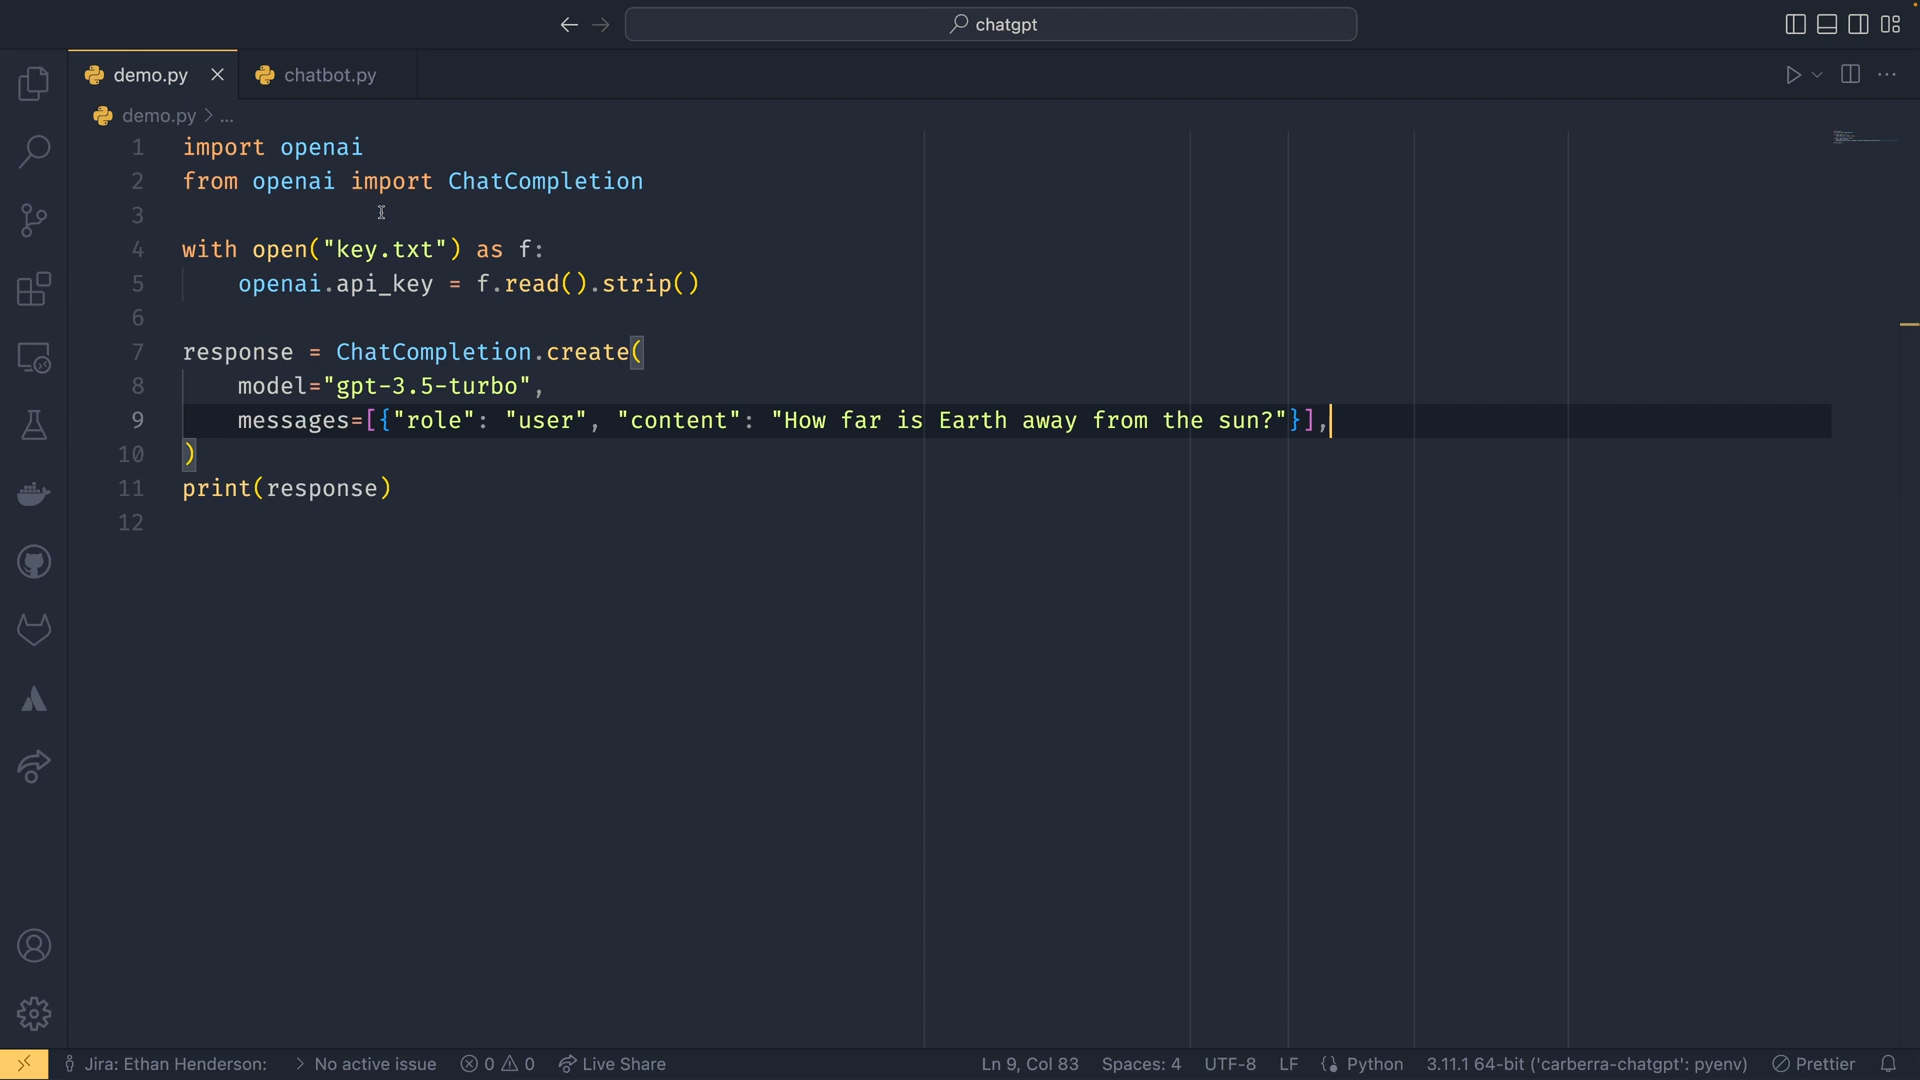 chatgpt
demo.py
chatbot.py
demo.py > ...
1 import openai
2 from openai import ChatCompletion
3
4 with open("key.txt") as f:
5     openai.api_key = f.read().strip()
6
7 response = ChatCompletion.create(
8     model="gpt-3.5-turbo",
9     messages=[{"role": "user", "content": "How far is Earth away from the sun?"}],
10 )
11 print(response)
12
Jira: Ethan Henderson: > No active issue 0 0 Live Share Ln 9, Col 83 Spaces: 4 UTF-8 LF Python 3.11.1 64-bit ('carberra-chatgpt': pyenv) Prettier